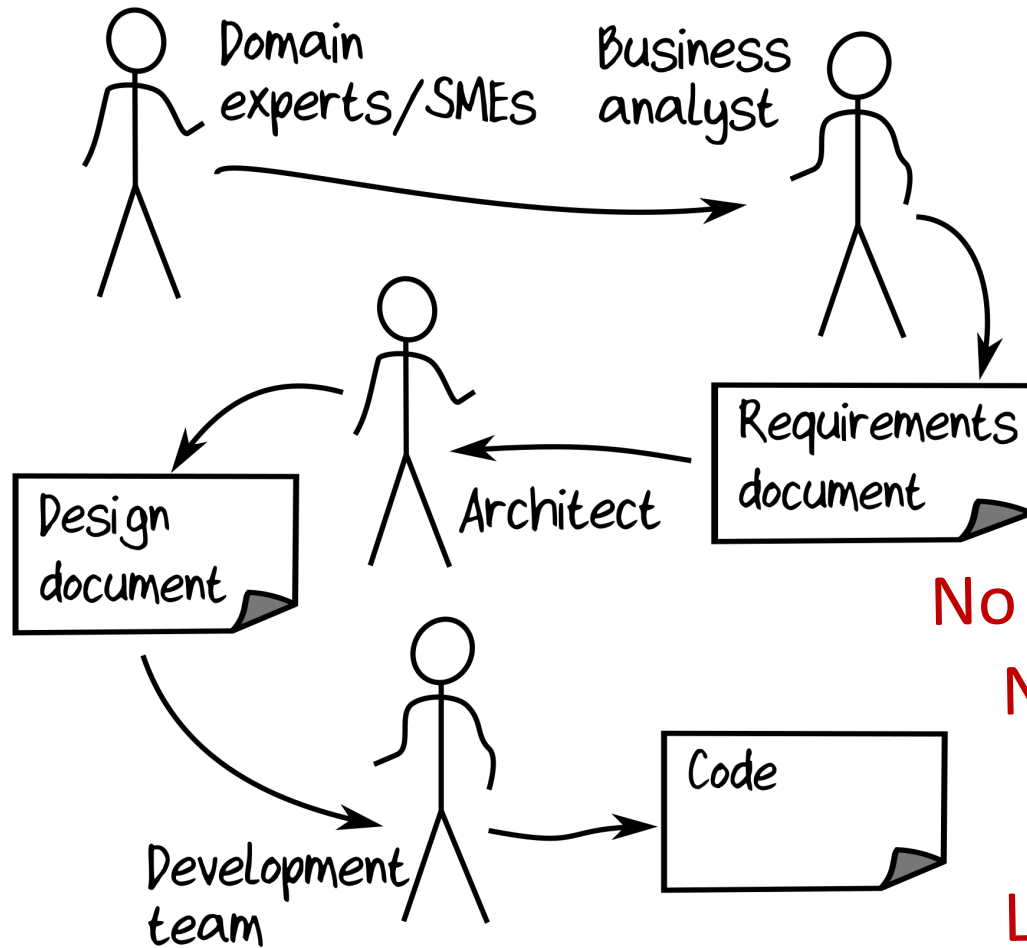 Domain
experts/SMEs
Business
analyst
Requirements
document
Architect
Design
document
No
N
Code
Development
team
L